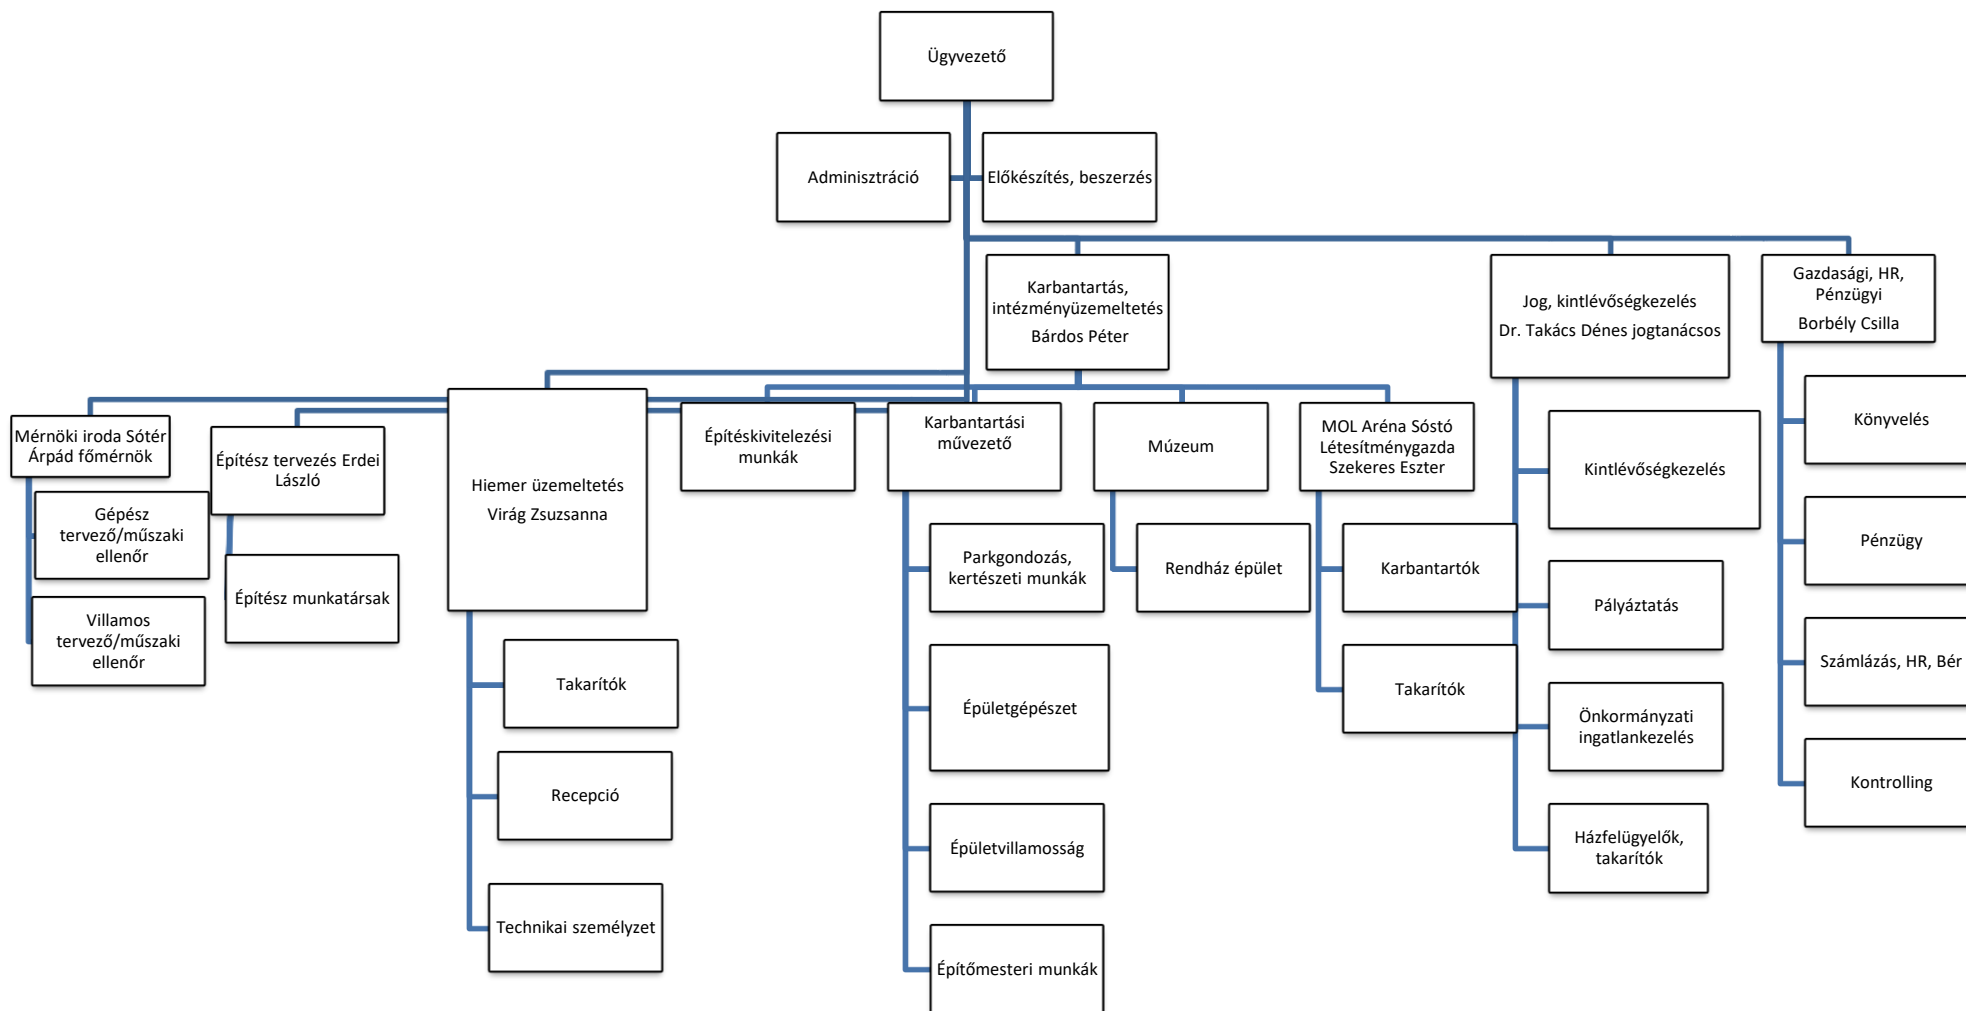 Ügyvezető
Adminisztráció
Előkészítés, beszerzés
Karbantartás,
intézményüzemeltetés
Bárdos Péter
Jog, kintlévőségkezelés
Dr. Takács Dénes jogtanácsos
Gazdasági, HR,
Pénzügyi
Borbély Csilla
Mérnöki iroda Sótér
Árpád főmérnök
Gépész
tervező/műszaki
ellenőr
Villamos
tervező/műszaki
ellenőr
Építész tervezés Erdei
László
Építész munkatársak
Hiemer üzemeltetés
Virág Zsuzsanna
Takarítók
Recepció
Technikai személyzet
Építéskivitelezési
munkák
Karbantartási
művezető
Parkgondozás,
kertészeti munkák
Épületgépészet
Épületvillamosság
Építőmesteri munkák
Múzeum
Rendház épület
MOL Aréna Sóstó
Létesítménygazda
Szekeres Eszter
Karbantartók
Takarítók
Kintlévőségkezelés
Pályáztatás
Önkormányzati
ingatlankezelés
Házfelügyelők,
takarítók
Könyvelés
Pénzügy
Számlázás, HR, Bér
Kontrolling